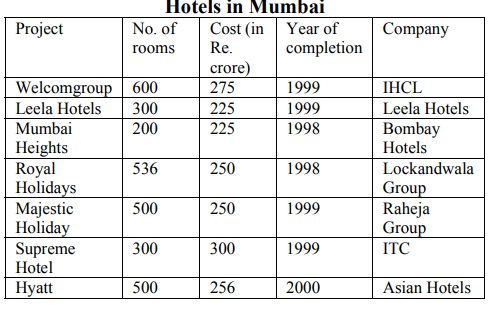 Hotels in Mumbai
Project No. of rooms Cost (in Re. crore) Year of completion Company
Welcomgroup 600 275 1999 IHCL
Leela Hotels 300 225 1999 Leela Hotels
Mumbai Heights 200 225 1998 Bombay Hotels
Royal Holidays 536 250 1998 Lockandwala Group
Majestic Holiday 500 250 1999 Raheja Group
Supreme Hotel 300 300 1999 ITC
Hyatt 500 256 2000 Asian Hotels